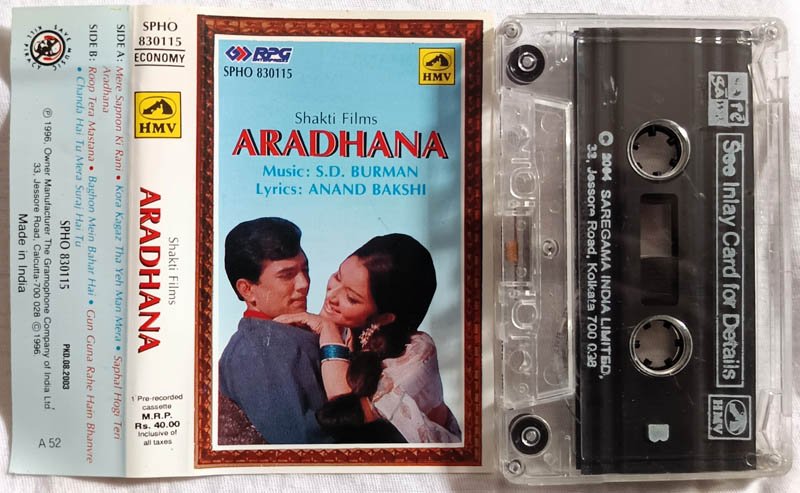 SAVE MUSIC
KILL PIRACY
SIDE A: Mere Sapnon Ki Rani • Kora Kagaz Tha Yeh Man Mera • Saphal Hogi Teri
Aradhana
SIDE B: Roop Tera Mastana • Baghon Mein Bahar Hai • Gun Guna Rahe Hain Bhanvre
• Chanda Hai Tu Mera Suraj Hai Tu
SPHO 830115
PKD.08.2003
℗ 1996, Owner Manufacturer The Gramophone Company of India Ltd.
33, Jessore Road, Calcutta-700 028 © 1996.
Made in India
A 52
SPHO
830115
ECONOMY
HMV
Shakti Films
ARADHANA
1 Pre-recorded
cassette
M.R.P.
Rs. 40.00
Inclusive of
all taxes
RPG
SPHO 830115
HMV
Shakti Films
ARADHANA
Music: S.D. BURMAN
Lyrics: ANAND BAKSHI
See Inlay Card for Details
© 2004 SAREGAMA INDIA LIMITED,
33, Jessore Road, Kolkata 700 028
HMV
B